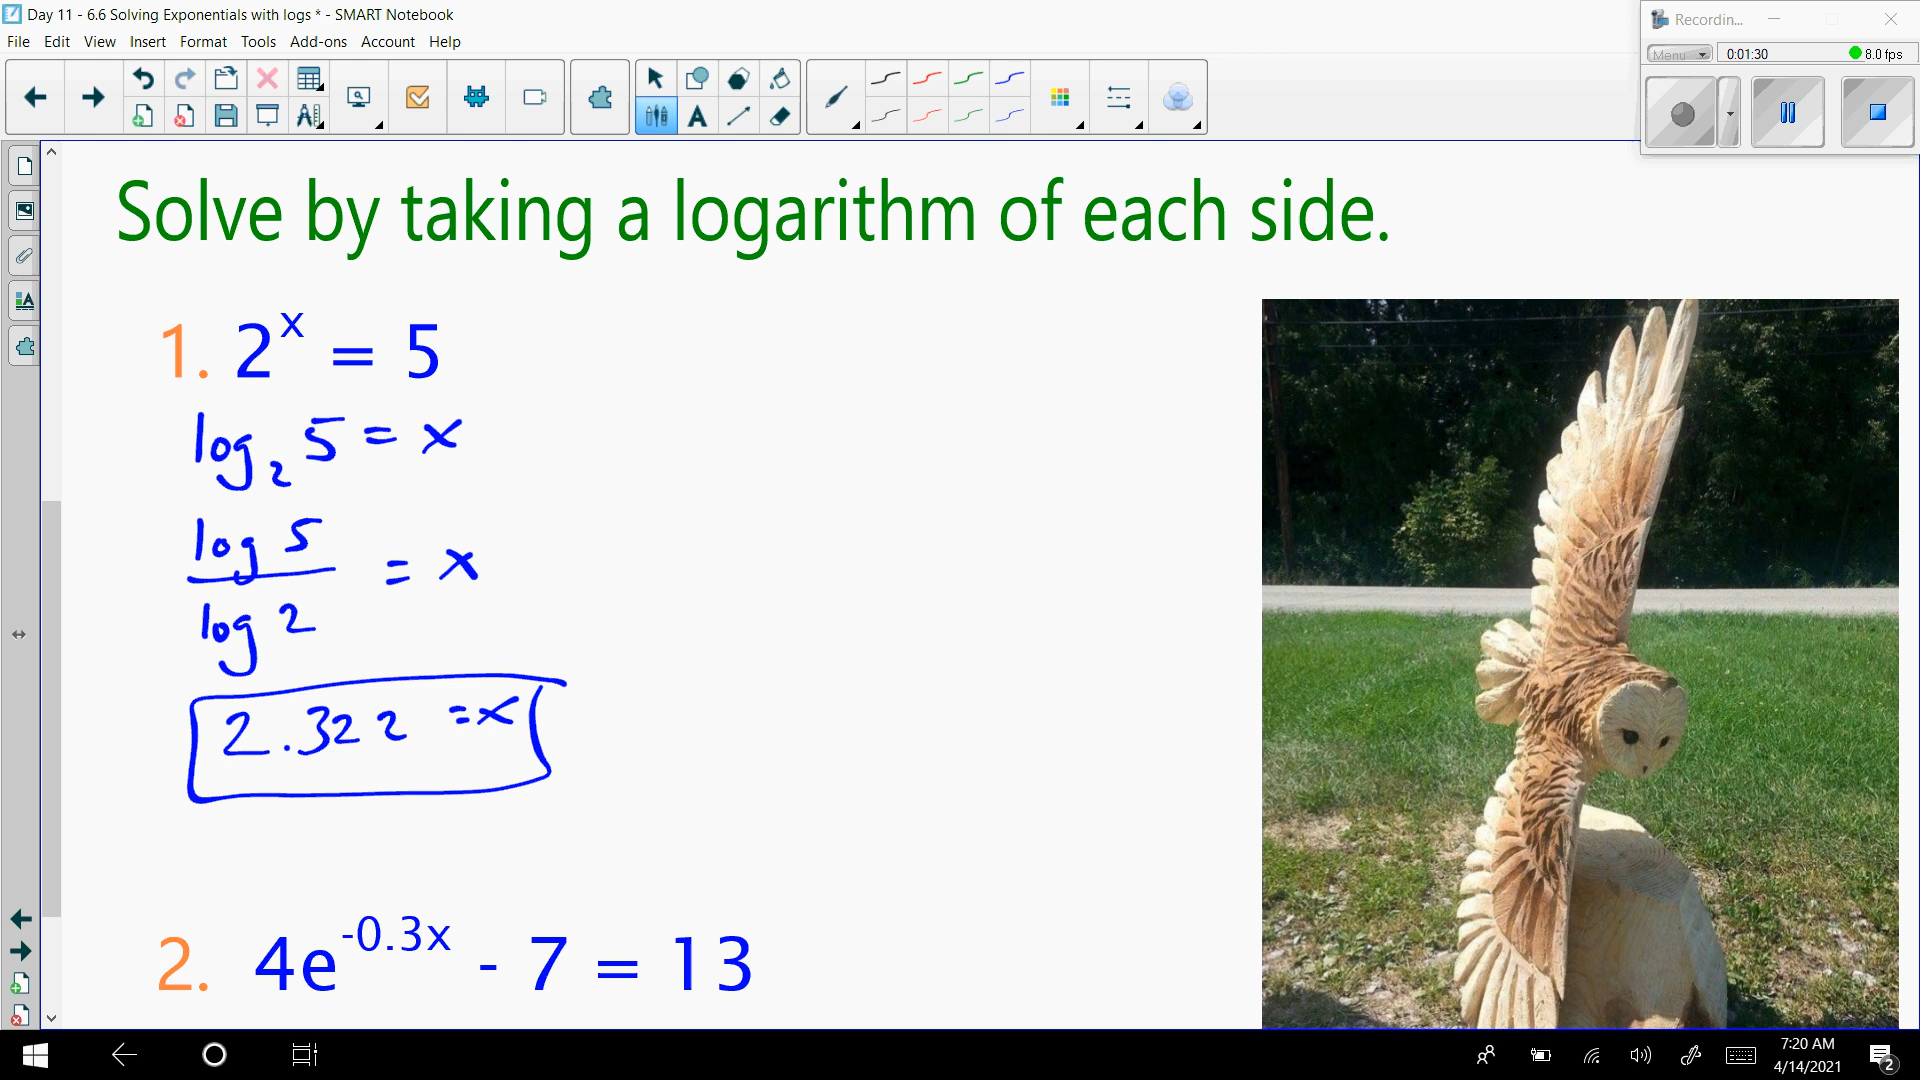 Day 11 - 6.6 Solving Exponentials with logs * - SMART Notebook
File Edit View Insert Format Tools Add-ons Account Help
Recordin...
Menu 0:01:30 8.0 fps
A
A
Solve by taking a logarithm of each side.
1. 2^x = 5
log₂ 5 = x
log 5
= x
log 2
2.322 = x
2. 4e^-0.3x - 7 = 13
7:20 AM
4/14/2021
2